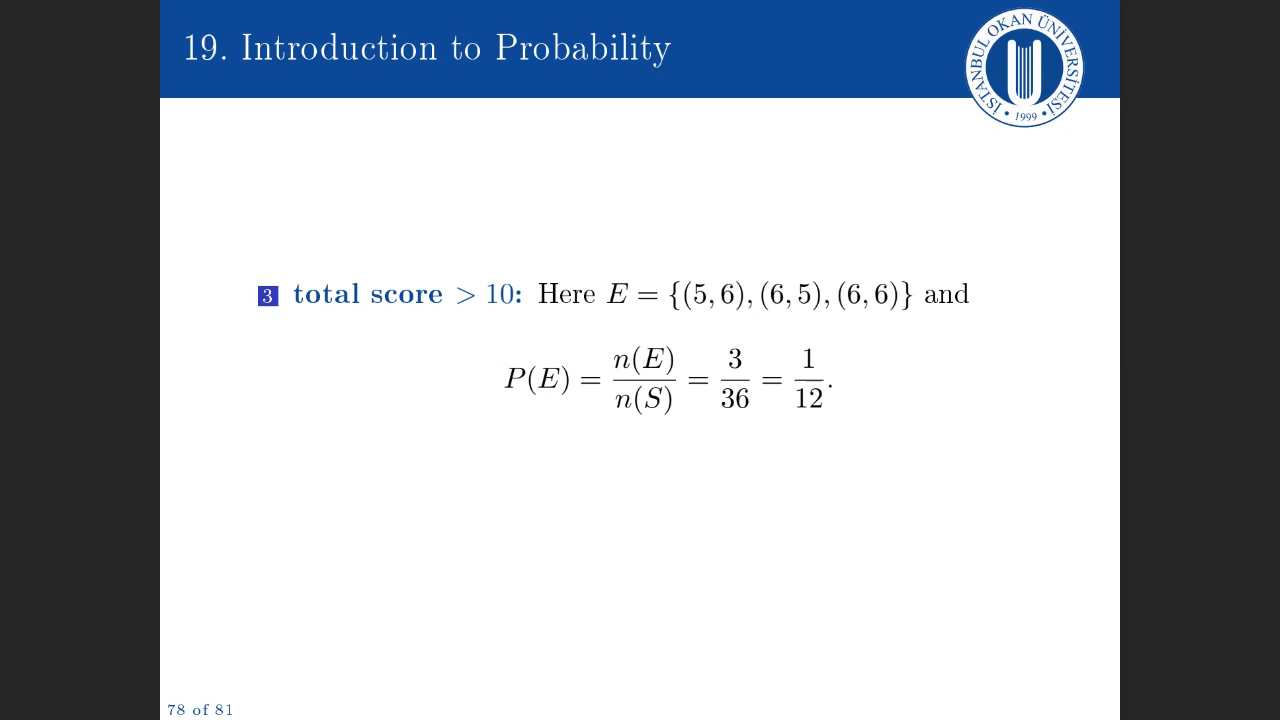 19. Introduction to Probability
İSTANBUL OKAN ÜNİVERSİTESİ
• 1999 •
3 total score > 10: Here E = {(5, 6), (6, 5), (6, 6)} and
P(E) = n(E)/n(S) = 3/36 = 1/12.
78 of 81